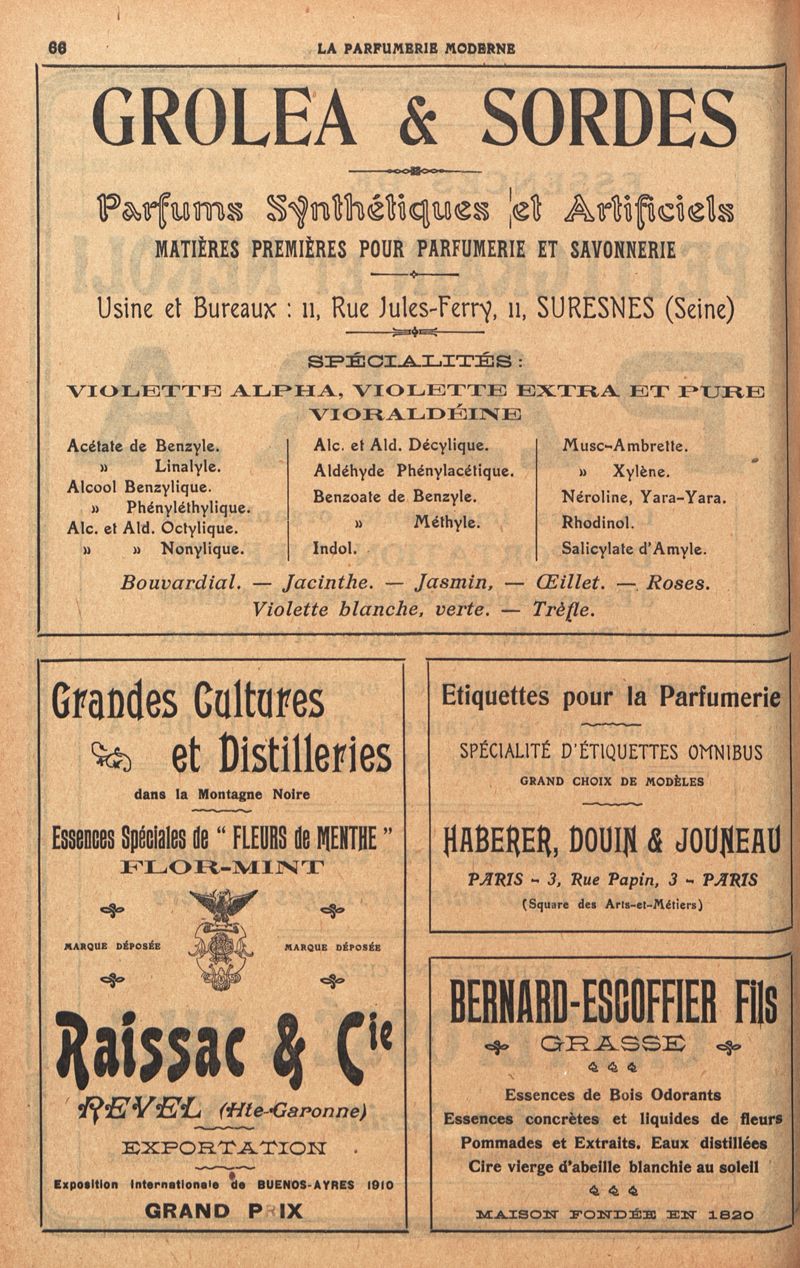 66
LA PARFUMERIE MODERNE
GROLEA & SORDES
Parfums Synthétiques et Artificiels
MATIÈRES PREMIÈRES POUR PARFUMERIE ET SAVONNERIE
Usine et Bureaux : 11, Rue Jules-Ferry, 11, SURESNES (Seine)
SPÉCIALITÉS :
VIOLETTE ALPHA, VIOLETTE EXTRA ET PURE
VIORALDÉINE
Acétate de Benzyle.
» Linalyle.
Alcool Benzylique.
» Phényléthylique.
Alc. et Ald. Octylique.
» » Nonylique.
Alc. et Ald. Décylique.
Aldéhyde Phénylacétique.
Benzoate de Benzyle.
» Méthyle.
Indol.
Musc-Ambrette.
» Xylène.
Néroline, Yara-Yara.
Rhodinol.
Salicylate d'Amyle.
Bouvardial. — Jacinthe. — Jasmin, — Œillet. — Roses.
Violette blanche, verte. — Trèfle.
Grandes Cultures
et Distilleries
dans la Montagne Noire
Essences Spéciales de " FLEURS de MENTHE "
FLOR-MINT
MARQUE DÉPOSÉE
MARQUE DÉPOSÉE
Raissac & Cie
REVEL (Hte-Garonne)
EXPORTATION
Exposition Internationale de BUENOS-AYRES 1910
GRAND PRIX
Etiquettes pour la Parfumerie
SPÉCIALITÉ D'ÉTIQUETTES OMNIBUS
GRAND CHOIX DE MODÈLES
HABERER, DOUIN & JOUNEAU
PARIS - 3, Rue Papin, 3 - PARIS
(Square des Arts-et-Métiers)
BERNARD-ESCOFFIER Fils
GRASSE
Essences de Bois Odorants
Essences concrètes et liquides de fleurs
Pommades et Extraits. Eaux distillées
Cire vierge d'abeille blanchie au soleil
MAISON FONDÉE EN 1820